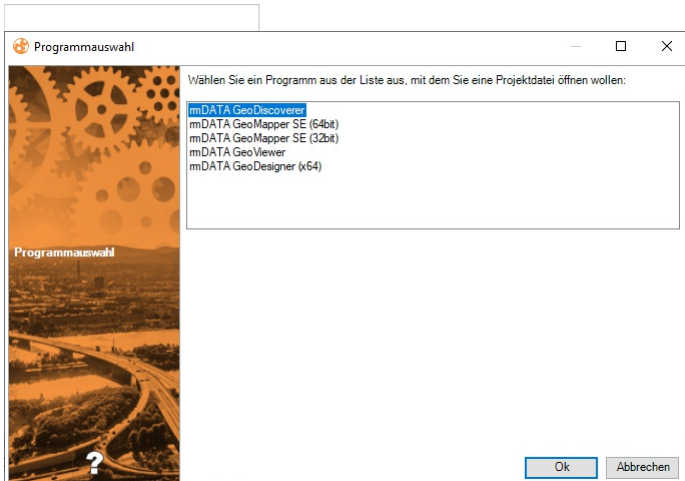 Programmauswahl
Wählen Sie ein Programm aus der Liste aus, mit dem Sie eine Projektdatei öffnen wollen:
rmDATA GeoDiscoverer
rmDATA GeoMapper SE (64bit)
rmDATA GeoMapper SE (32bit)
rmDATA GeoViewer
rmDATA GeoDesigner (x64)
Programmauswahl
?
Ok
Abbrechen